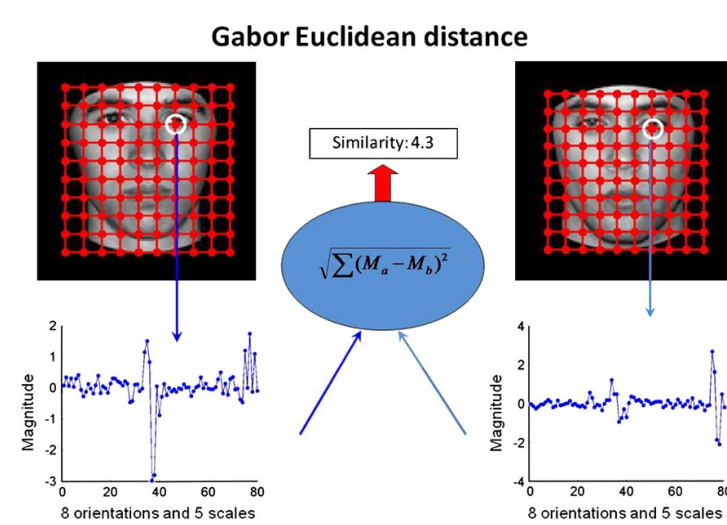 Gabor Euclidean distance
Similarity: 4.3
√∑(Mₐ − M_b)²
2
1
0
-1
-2
-3
Magnitude
0 20 40 60 80
8 orientations and 5 scales
4
2
0
-2
-4
Magnitude
0 20 40 60 80
8 orientations and 5 scales